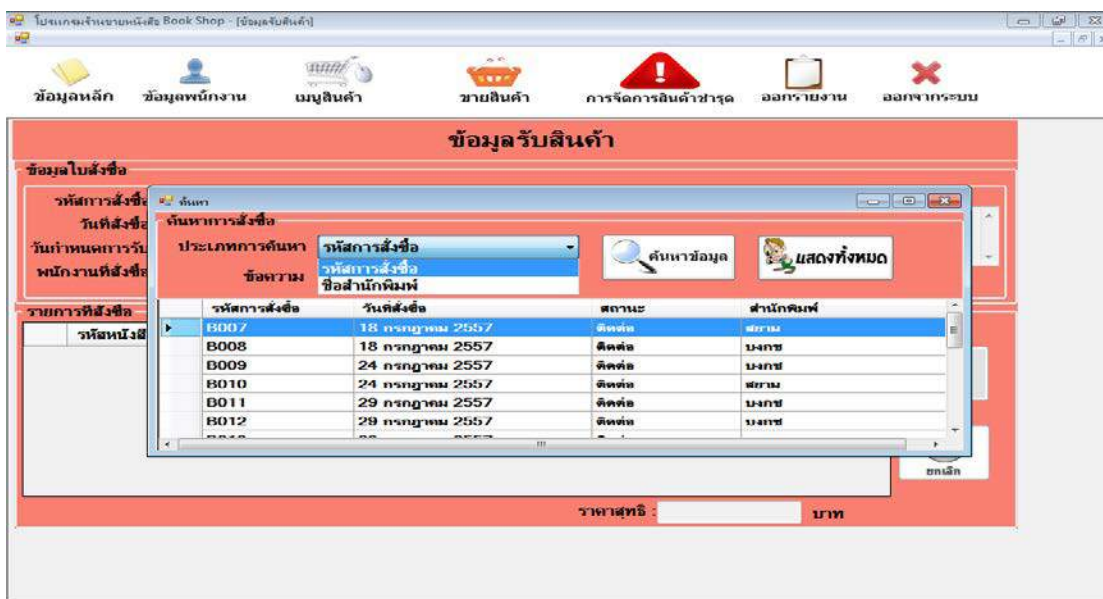 โปรแกรมร้านขายหนังสือ Book Shop - [ข้อมูลรับสินค้า]
ข้อมูลหลัก ข้อมูลพนักงาน เมนูสินค้า ขายสินค้า การจัดการสินค้าชำรุด ออกรายงาน ออกจากระบบ
ข้อมูลรับสินค้า
ข้อมูลใบสั่งซื้อ
รหัสการสั่งซื้อ
วันที่สั่งซื้อ
วันกำหนดการรับ
พนักงานที่สั่งซื้อ
ค้นหา
ค้นหาการสั่งซื้อ
ประเภทการค้นหา รหัสการสั่งซื้อ ค้นหาข้อมูล แสดงทั้งหมด
รหัสการสั่งซื้อ
ข้อความ
ชื่อสำนักพิมพ์
รายการที่สั่งซื้อ
รหัสหนังสื
รหัสการสั่งซื้อ วันที่สั่งซื้อ สถานะ สำนักพิมพ์
B007 18 กรกฎาคม 2557 ติดต่อ สยาม
B008 18 กรกฎาคม 2557 ติดต่อ บงกช
B009 24 กรกฎาคม 2557 ติดต่อ บงกช
B010 24 กรกฎาคม 2557 ติดต่อ สยาม
B011 29 กรกฎาคม 2557 ติดต่อ บงกช
B012 29 กรกฎาคม 2557 ติดต่อ บงกช
ยกเลิก
ราคาสุทธิ : บาท